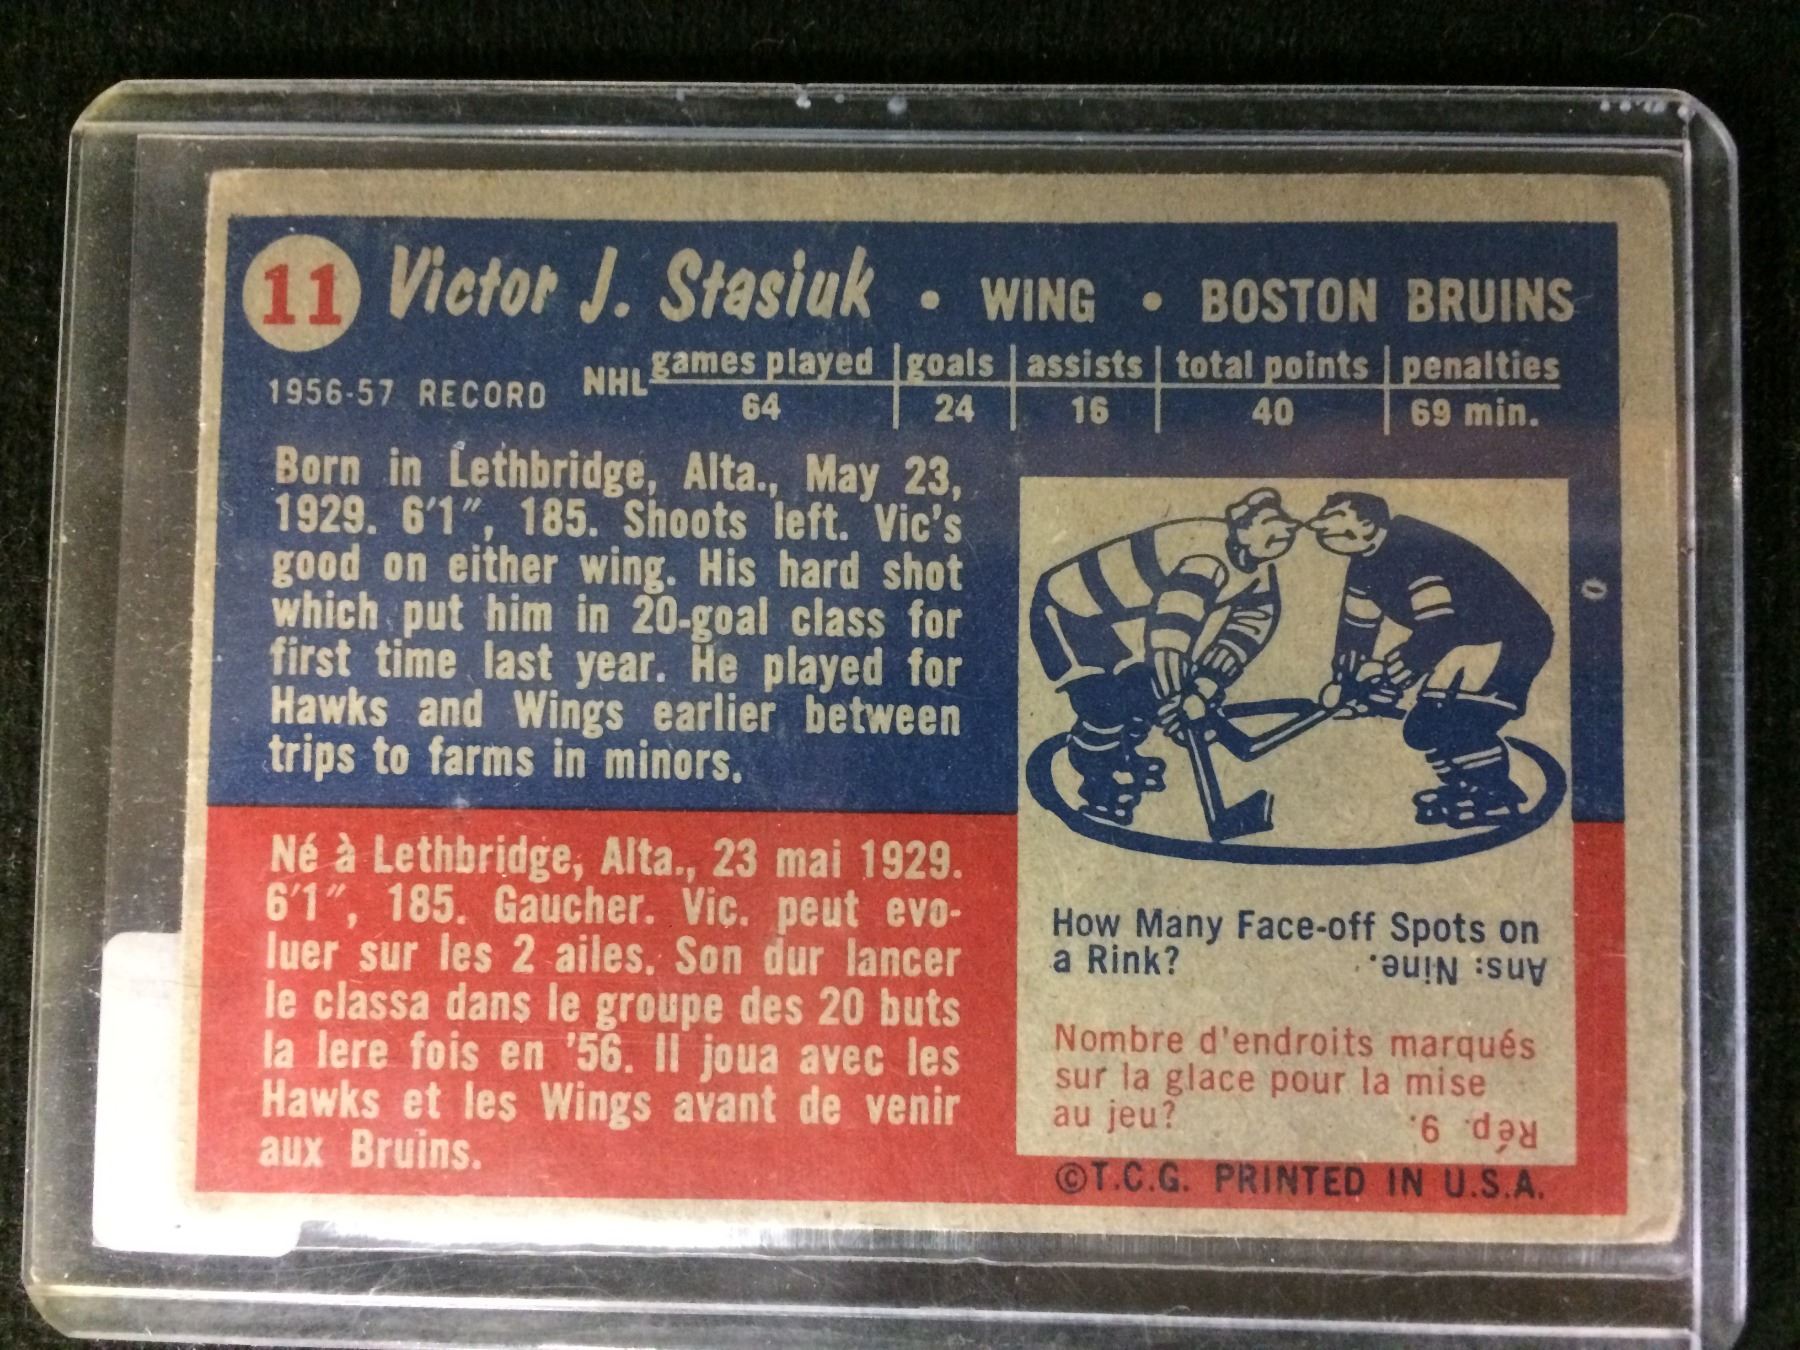 11 Victor J. Stasiuk • WING • BOSTON BRUINS
1956-57 RECORD NHL games played goals assists total points penalties
64 24 16 40 69 min.
Born in Lethbridge, Alta., May 23,
1929. 6'1", 185. Shoots left. Vic's
good on either wing. His hard shot
which put him in 20-goal class for
first time last year. He played for
Hawks and Wings earlier between
trips to farms in minors.
Né à Lethbridge, Alta., 23 mai 1929.
6'1", 185. Gaucher. Vic. peut evo-
luer sur les 2 ailes. Son dur lancer
le classa dans le groupe des 20 buts
la lere fois en '56. Il joua avec les
Hawks et les Wings avant de venir
aux Bruins.
How Many Face-off Spots on
a Rink? Ans: Nine.
Nombre d'endroits marqués
sur la glace pour la mise
au jeu? Rép. 9.
©T.C.G. PRINTED IN U.S.A.